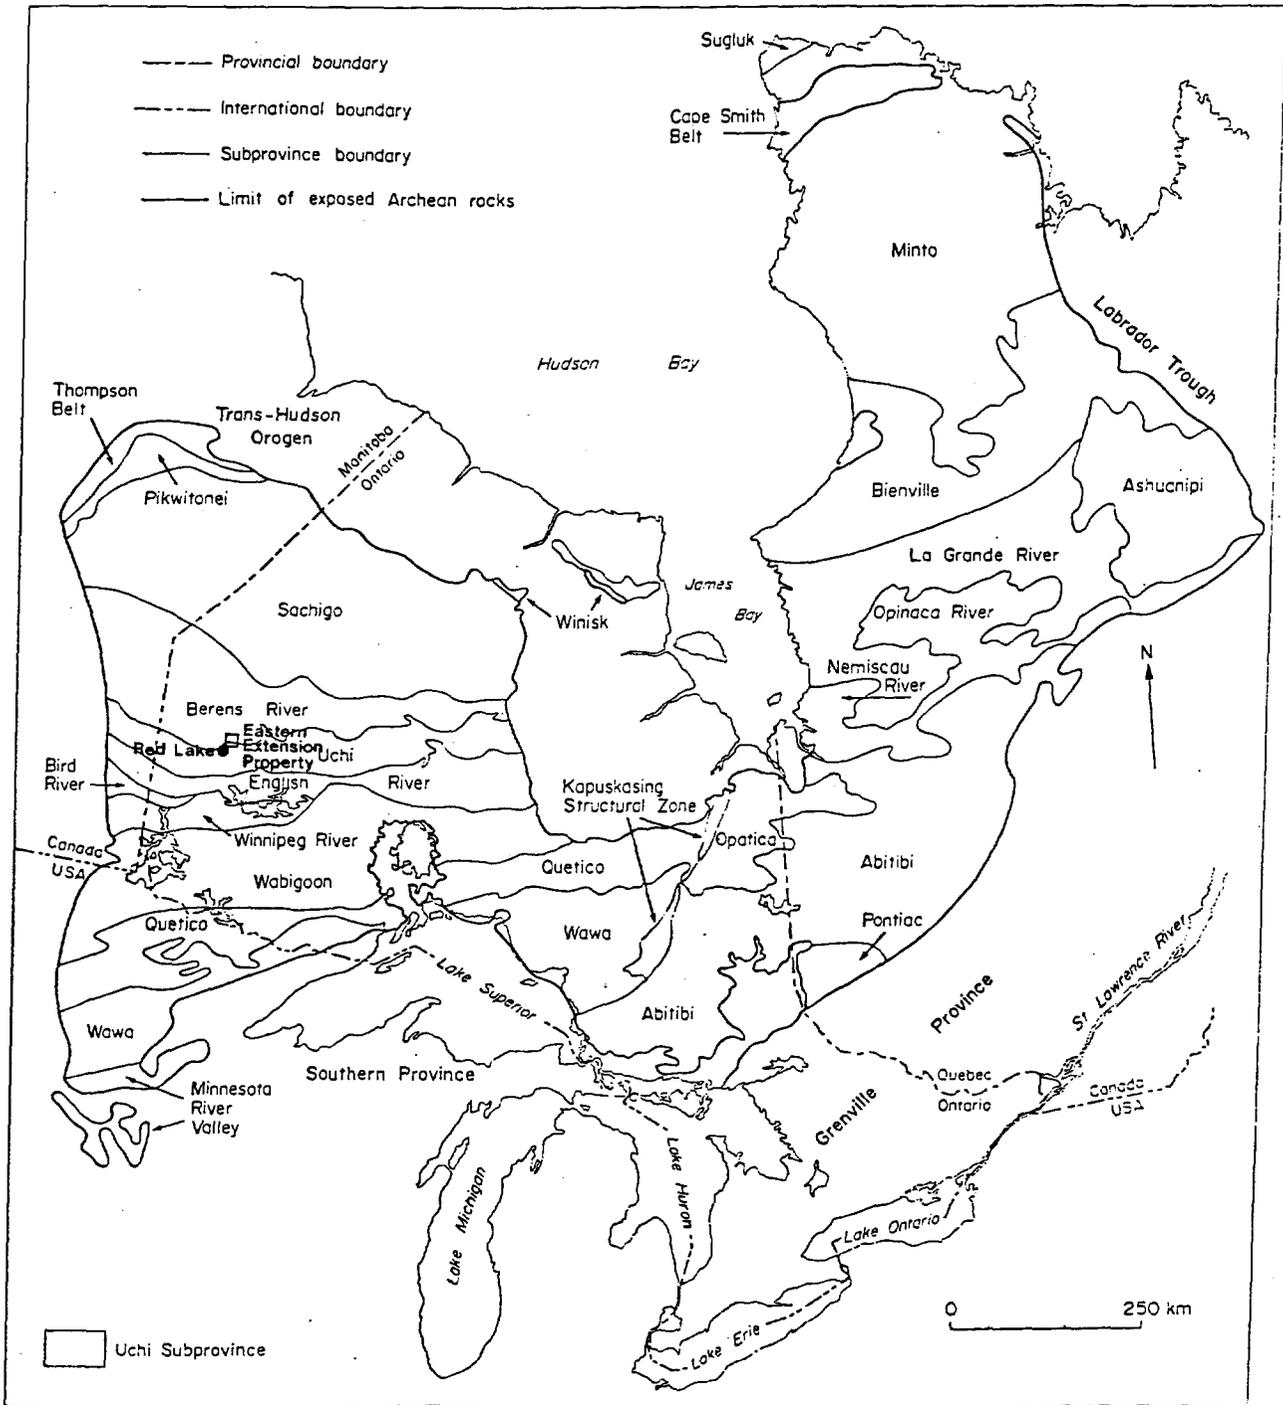 Provincial boundary
International boundary
Subprovince boundary
Limit of exposed Archean rocks
Sugluk
Cape Smith
Belt
Minto
Labrador Trough
Hudson Bay
Thompson
Belt
Trans-Hudson
Orogen
Manitoba
Ontario
Pikwitonei
Bienville
Ashuanipi
La Grande River
James
Bay
Sachigo
Winisk
Opinaca River
Nemiscau
River
N
Berens River
Eastern
Extension
Property
Red Lake
Uchi
Bird
River
English River
Kapuskasing
Structural Zone
Winnipeg River
Opatica
Canada
USA
Quetico
Abitibi
Wabigoon
Quetico
Wawa
Pontiac
Lake Superior
St Lawrence River
Province
Abitibi
Wawa
Southern Province
Minnesota
River
Valley
Quebec
Ontario
Canada
USA
Grenville
Lake Huron
Lake Michigan
Lake Ontario
0 250 km
Lake Erie
Uchi Subprovince